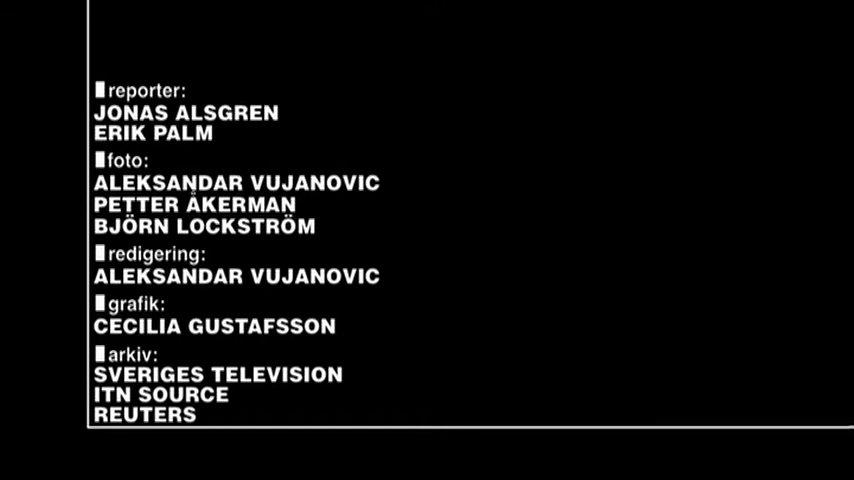 reporter:
JONAS ALSGREN
ERIK PALM
foto:
ALEKSANDAR VUJANOVIC
PETTER ÅKERMAN
BJÖRN LOCKSTRÖM
redigering:
ALEKSANDAR VUJANOVIC
grafik:
CECILIA GUSTAFSSON
arkiv:
SVERIGES TELEVISION
ITN SOURCE
REUTERS